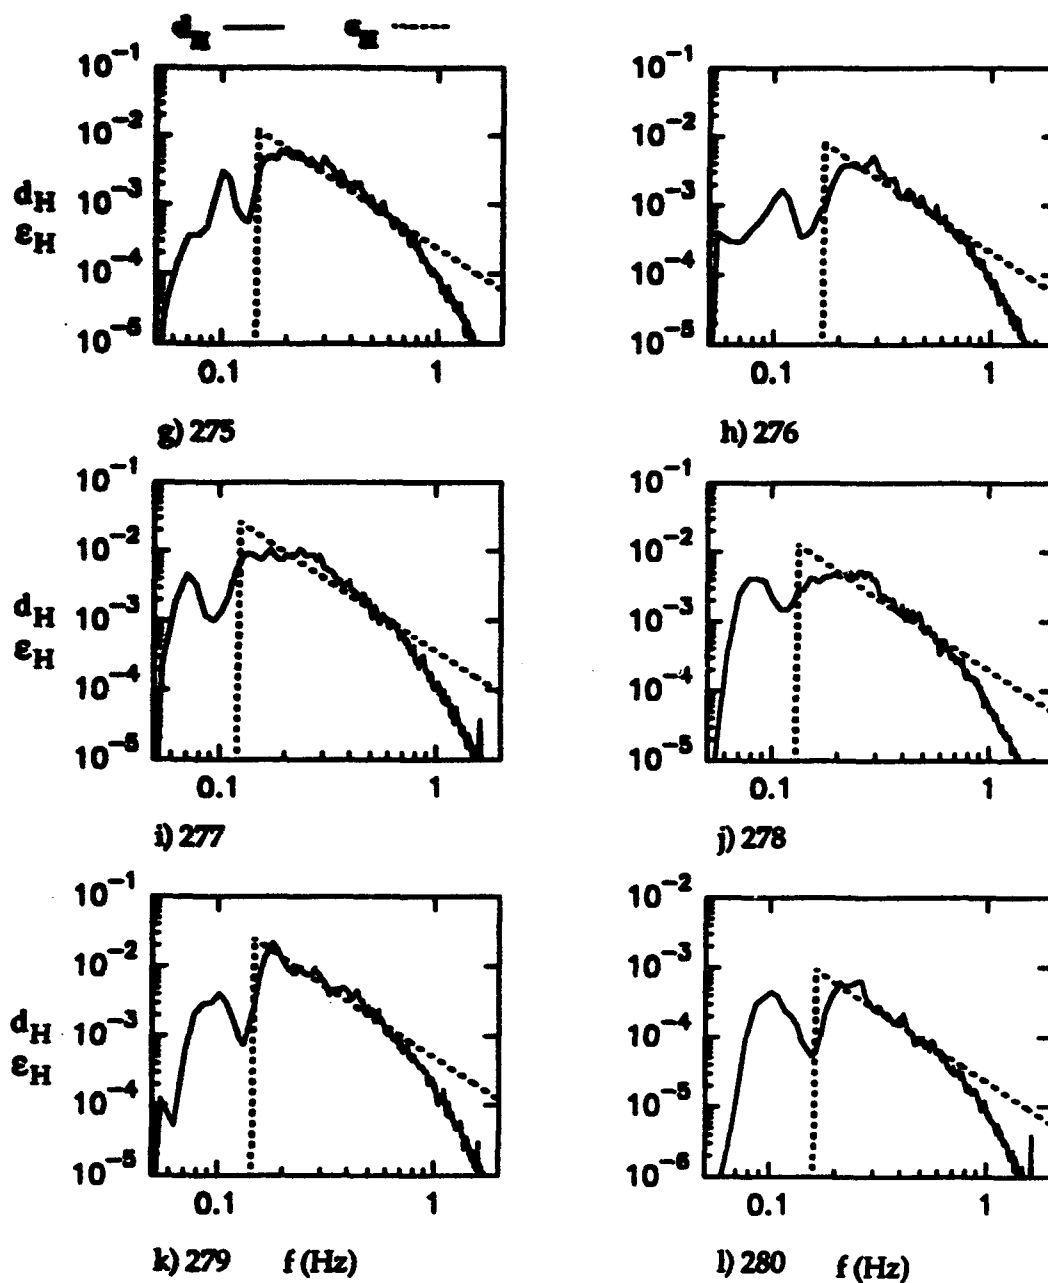 d_H ε_H
10⁻¹ 10⁻¹
10⁻² 10⁻²
d_H 10⁻³ 10⁻³
ε_H 10⁻⁴ 10⁻⁴
10⁻⁵ 10⁻⁵
0.1 1 0.1 1
g) 275 h) 276
10⁻¹ 10⁻¹
10⁻² 10⁻²
d_H 10⁻³ 10⁻³
ε_H 10⁻⁴ 10⁻⁴
10⁻⁵ 10⁻⁵
0.1 1 0.1 1
i) 277 j) 278
10⁻¹ 10⁻²
10⁻² 10⁻³
d_H 10⁻³ 10⁻⁴
ε_H 10⁻⁴ 10⁻⁵
10⁻⁵ 10⁻⁶
0.1 1 0.1 1
k) 279 f (Hz) l) 280 f (Hz)